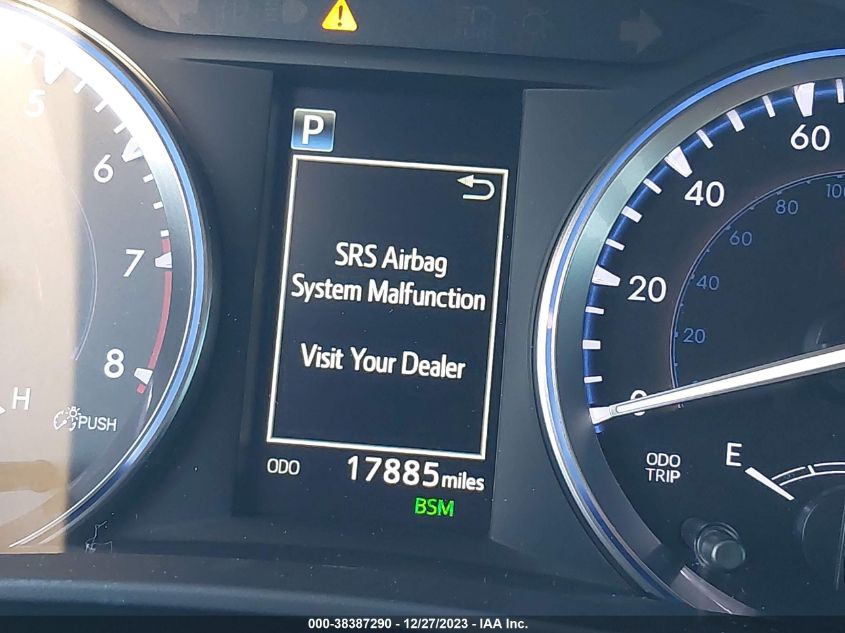 P
SRS Airbag
System Malfunction
Visit Your Dealer
ODO 17885 miles
BSM
5
6
7
8
H
PUSH
60
40
20
0
100
80
60
40
20
ODO
TRIP
E
000-38387290 - 12/27/2023 - IAA Inc.